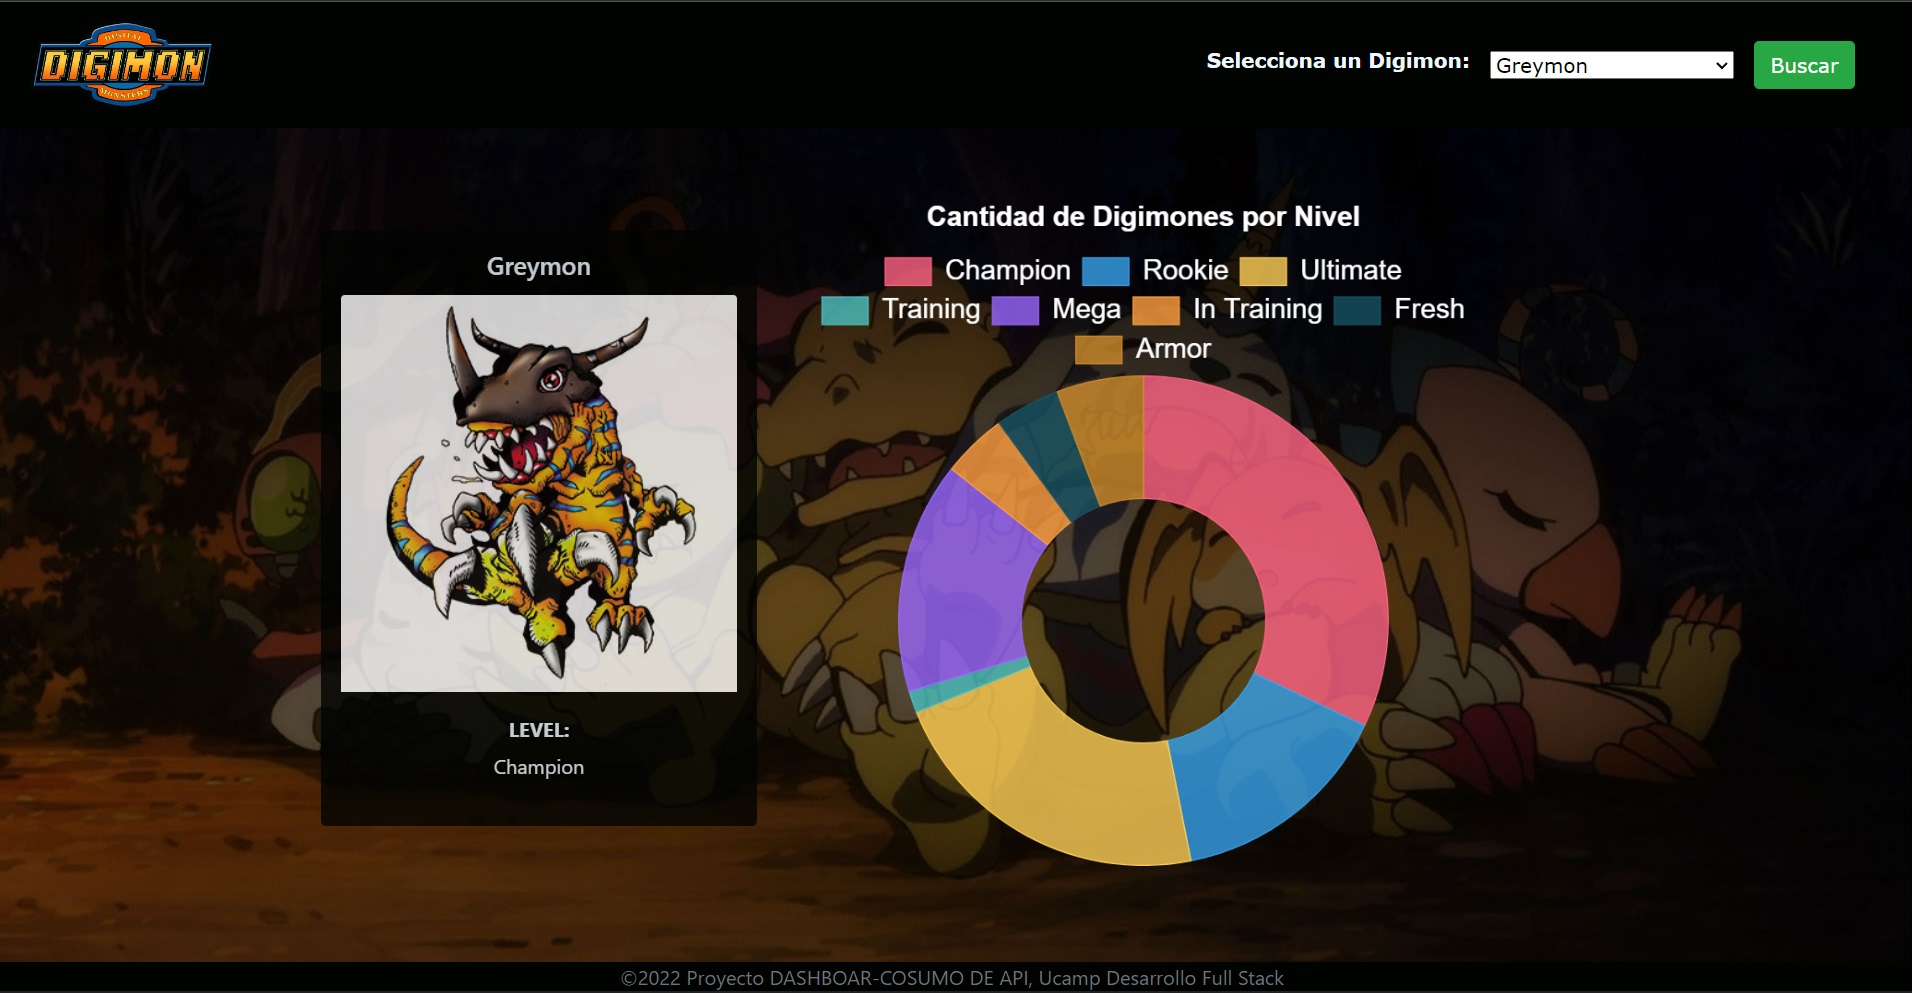 DIGITAL
DIGIMON
MONSTERS
Selecciona un Digimon:
Greymon
Buscar
Greymon
LEVEL:
Champion
Cantidad de Digimones por Nivel
Champion Rookie Ultimate
Training Mega In Training Fresh
Armor
©2022 Proyecto DASHBOAR-COSUMO DE API, Ucamp Desarrollo Full Stack